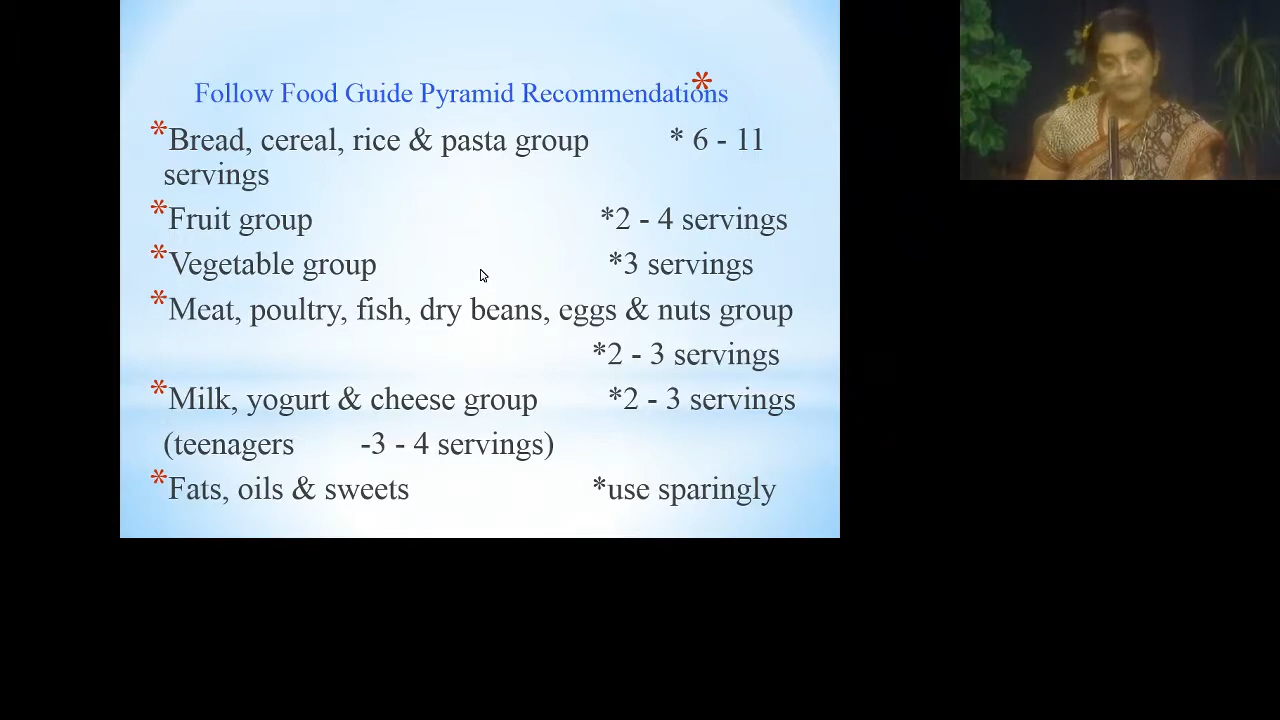 Follow Food Guide Pyramid Recommendations *
* Bread, cereal, rice & pasta group * 6 - 11
servings
* Fruit group *2 - 4 servings
* Vegetable group *3 servings
* Meat, poultry, fish, dry beans, eggs & nuts group
*2 - 3 servings
* Milk, yogurt & cheese group *2 - 3 servings
(teenagers -3 - 4 servings)
* Fats, oils & sweets *use sparingly